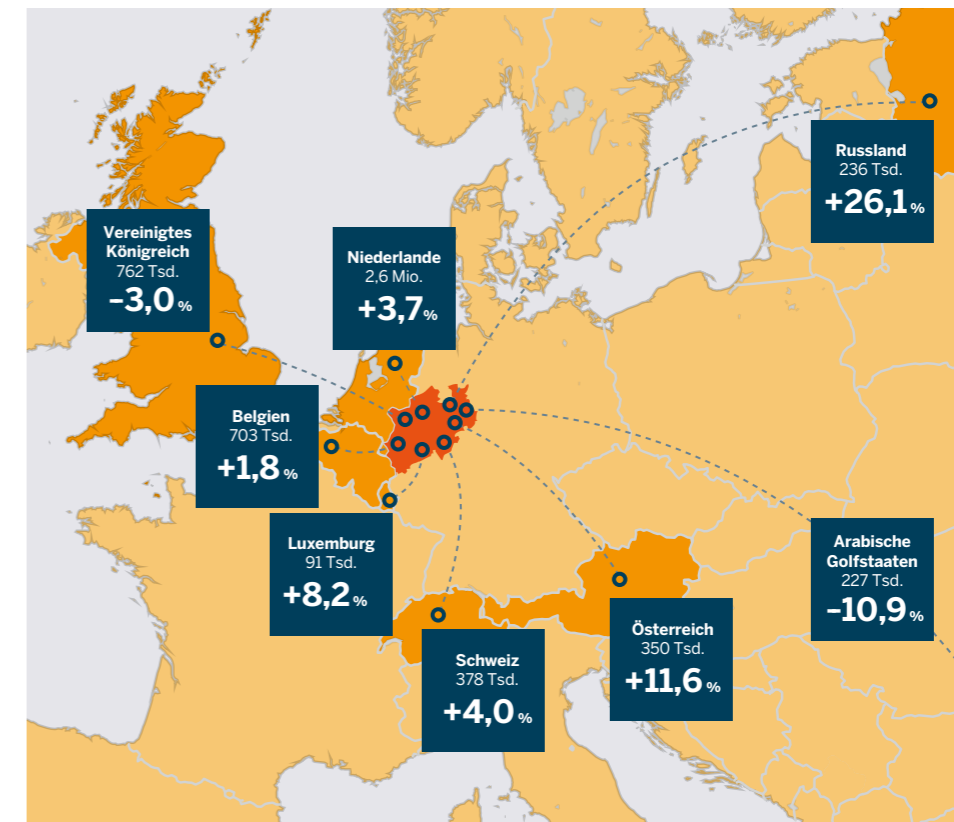 Russland
236 Tsd.
+26,1 %
Vereinigtes
Königreich
762 Tsd.
–3,0 %
Niederlande
2,6 Mio.
+3,7 %
Belgien
703 Tsd.
+1,8 %
Luxemburg
91 Tsd.
+8,2 %
Arabische
Golfstaaten
227 Tsd.
–10,9 %
Österreich
350 Tsd.
+11,6 %
Schweiz
378 Tsd.
+4,0 %